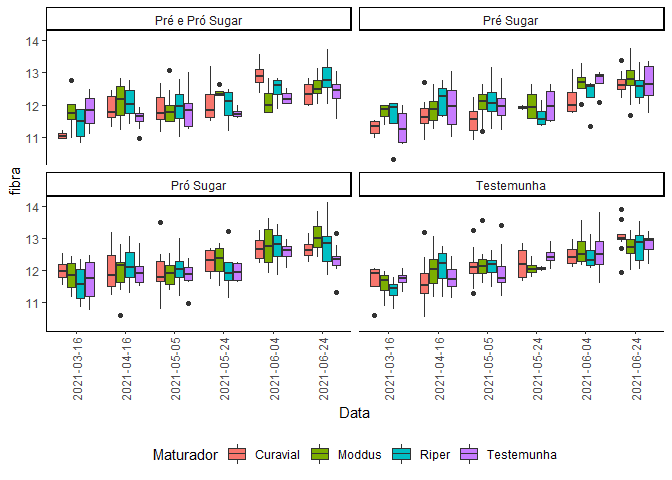 Pré e Pró Sugar
Pré Sugar
14
13
12
11
Pró Sugar
Testemunha
14
13
12
11
fibra
2021-03-16
2021-04-16
2021-05-05
2021-05-24
2021-06-04
2021-06-24
2021-03-16
2021-04-16
2021-05-05
2021-05-24
2021-06-04
2021-06-24
Data
Maturador Curavial Moddus Riper Testemunha